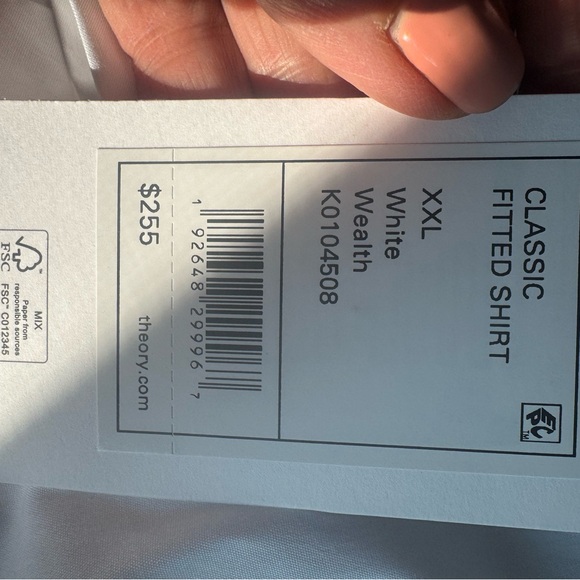 CLASSIC
FITTED SHIRT
XXL
White
Wealth
K0104508
1 92648 29996 7
$255 theory.com
MIX
Paper from
responsible sources
FSC FSC™ C012345